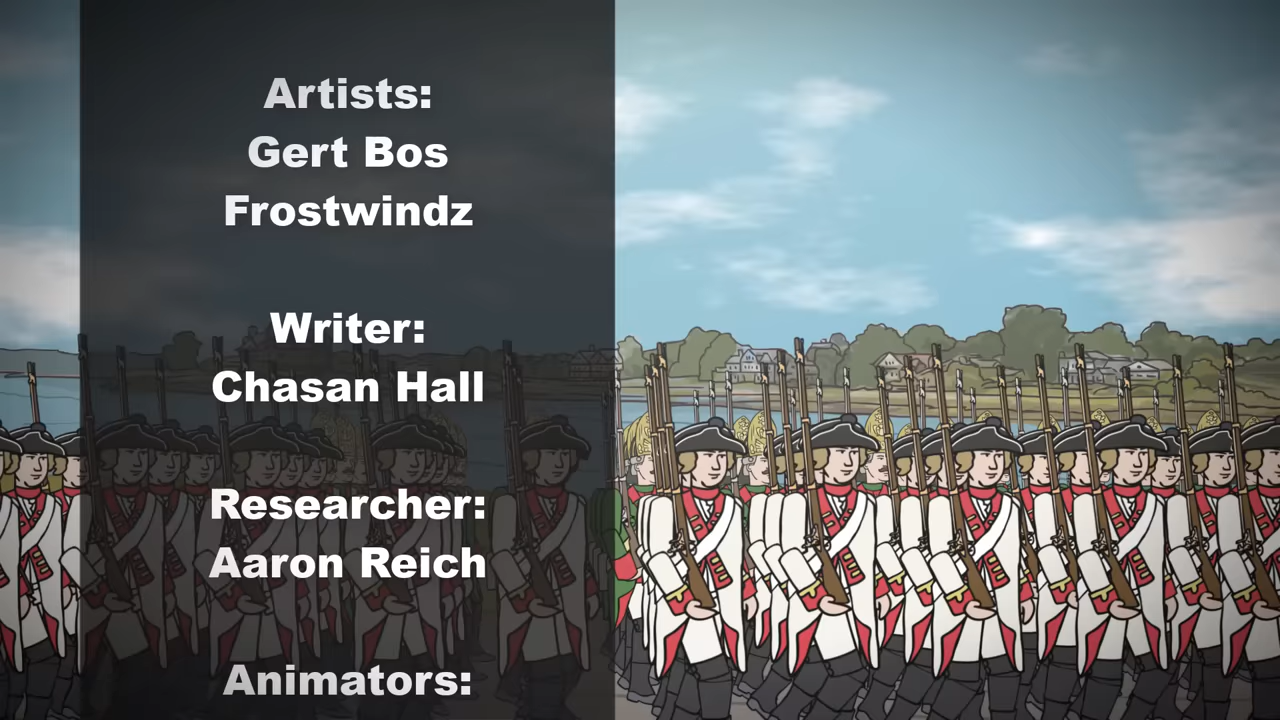 Artists:
Gert Bos
Frostwindz
Writer:
Chasan Hall
Researcher:
Aaron Reich
Animators: